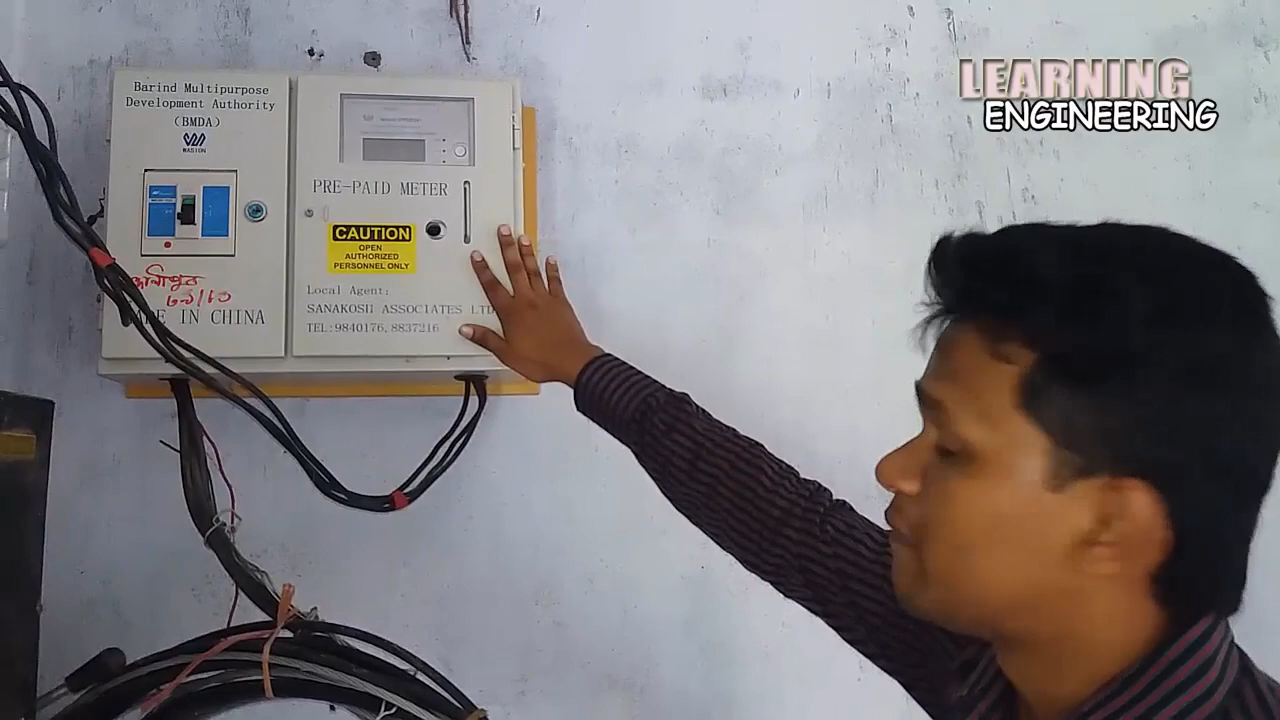 LEARNING
ENGINEERING
Barind Multipurpose
Development Authority
(BMDA)
WASION
PRE-PAID METER
CAUTION
OPEN
AUTHORIZED
PERSONNEL ONLY
Local Agent:
SANAKOSH ASSOCIATES LTD
TEL:9840176,8837216
IN CHINA